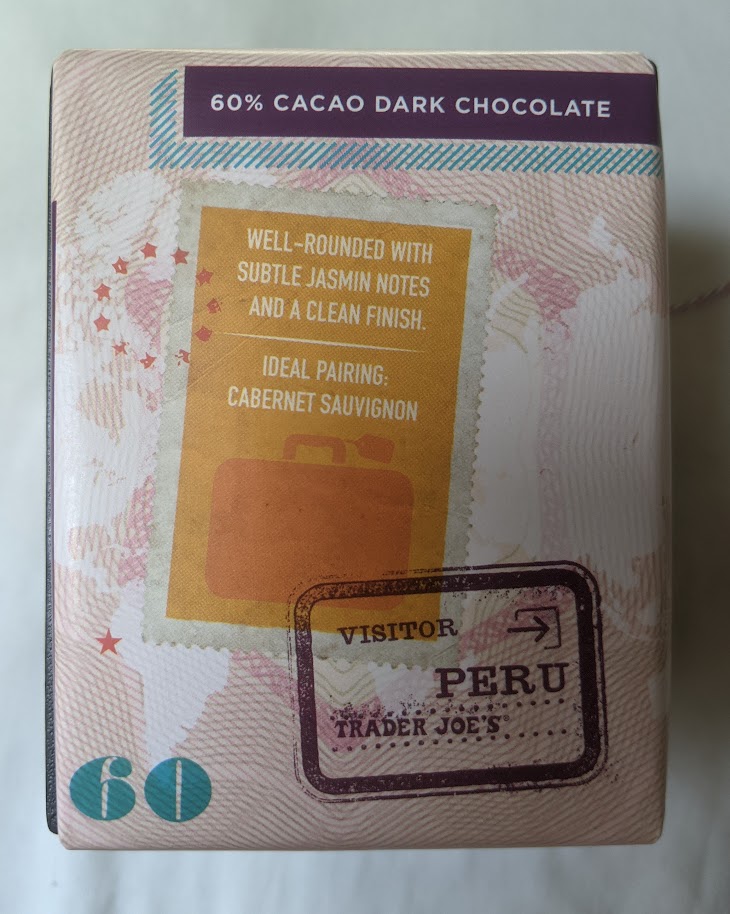 60% CACAO DARK CHOCOLATE
WELL-ROUNDED WITH
SUBTLE JASMIN NOTES
AND A CLEAN FINISH.
IDEAL PAIRING:
CABERNET SAUVIGNON
VISITOR
PERU
TRADER JOE'S®
60